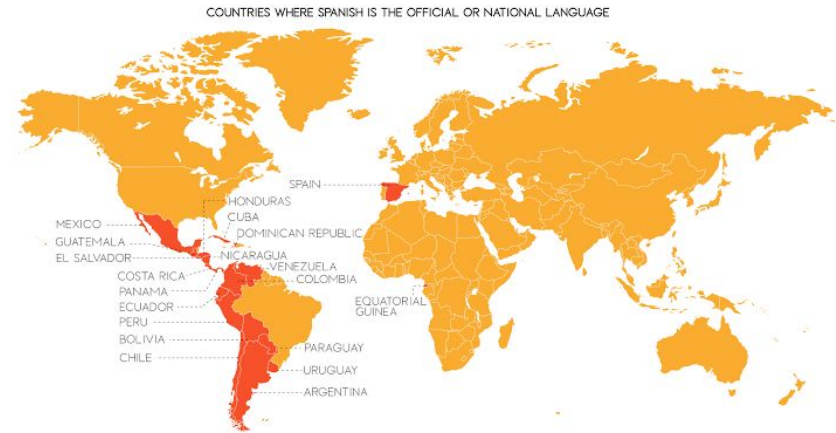 COUNTRIES WHERE SPANISH IS THE OFFICIAL OR NATIONAL LANGUAGE
SPAIN
HONDURAS
CUBA
MEXICO
DOMINICAN REPUBLIC
GUATEMALA
EL SALVADOR
NICARAGUA
VENEZUELA
COSTA RICA
COLOMBIA
PANAMA
EQUATORIAL
GUINEA
ECUADOR
PERU
BOLIVIA
PARAGUAY
CHILE
URUGUAY
ARGENTINA